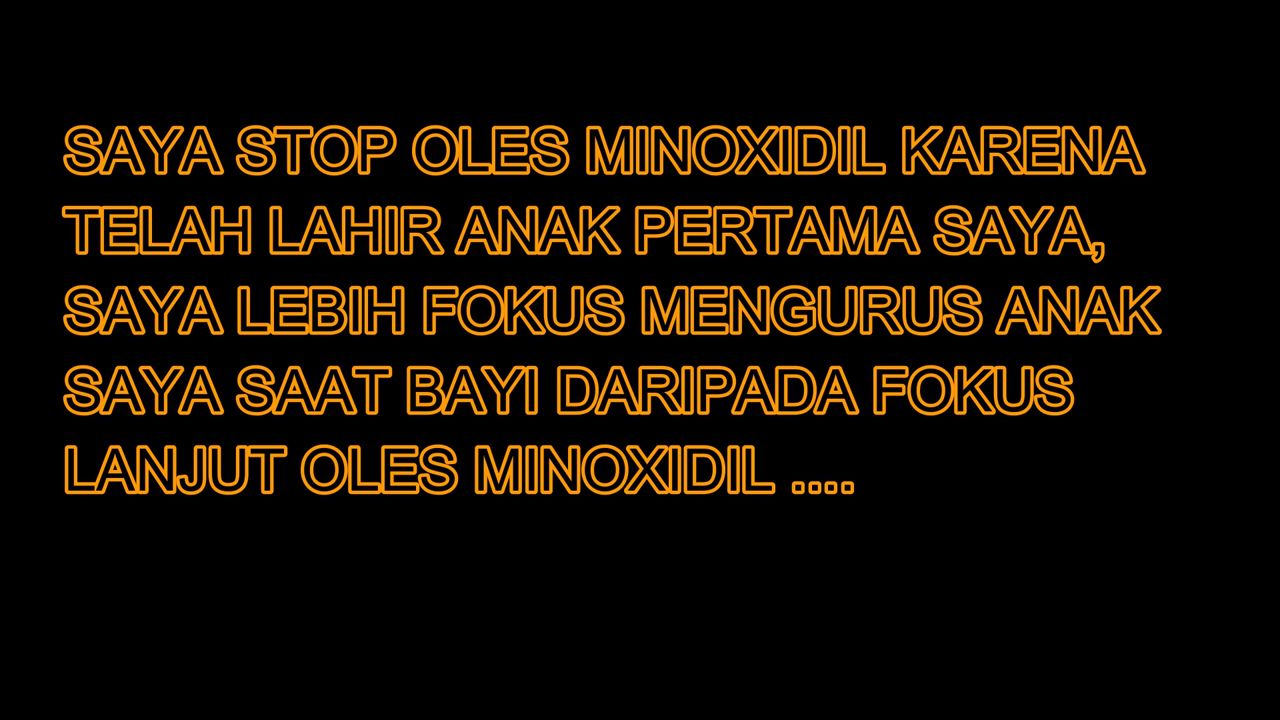 SAYA STOP OLES MINOXIDIL KARENA
TELAH LAHIR ANAK PERTAMA SAYA,
SAYA LEBIH FOKUS MENGURUS ANAK
SAYA SAAT BAYI DARIPADA FOKUS
LANJUT OLES MINOXIDIL ....